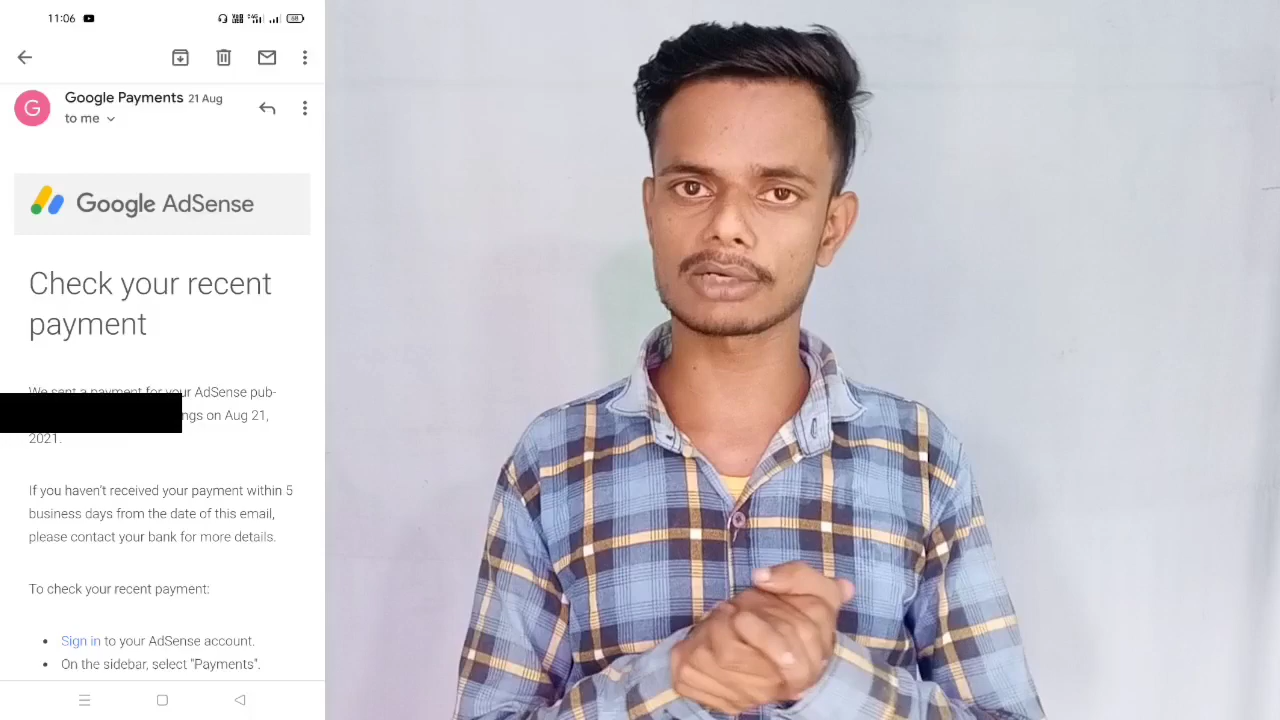 11:06
68
Google Payments 21 Aug
to me
G
Google AdSense
Check your recent
payment
We sent a payment for your AdSense pub-
ngs on Aug 21,
2021.
If you haven't received your payment within 5
business days from the date of this email,
please contact your bank for more details.
To check your recent payment:
• Sign in to your AdSense account.
• On the sidebar, select "Payments".